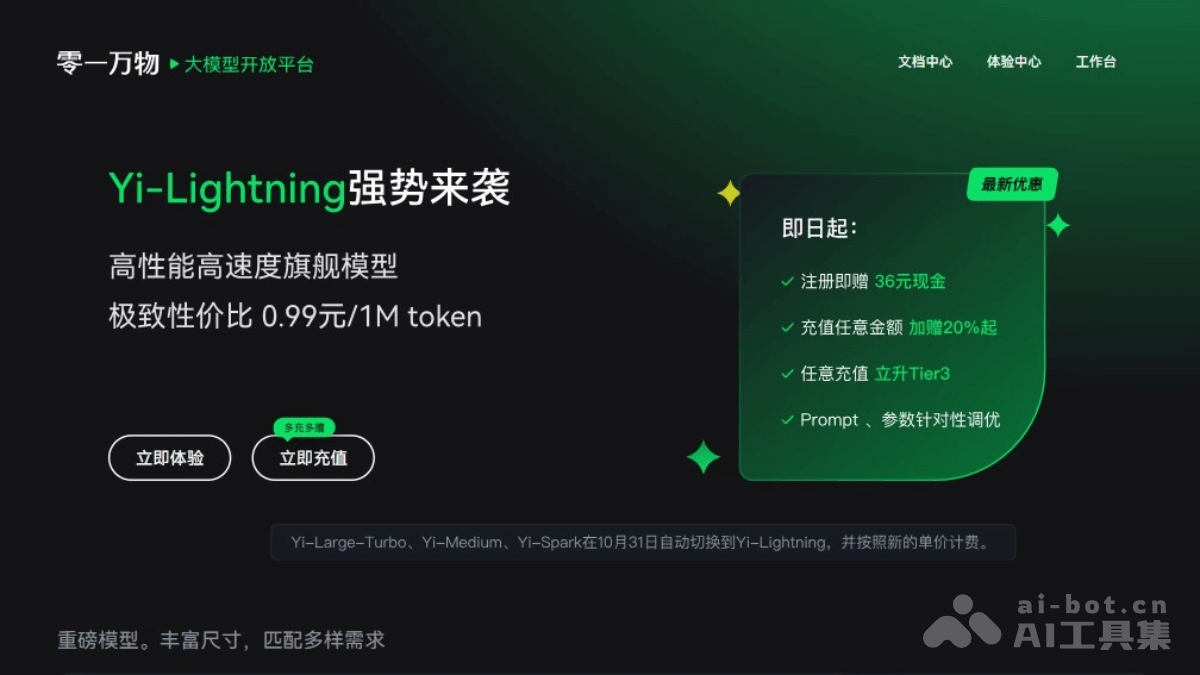 零一万物 大模型开放平台
文档中心 体验中心 工作台
Yi-Lightning强势来袭
高性能高速度旗舰模型
极致性价比 0.99元/1M token
多充多赠
立即体验 立即充值
最新优惠
即日起：
注册即赠 36元现金
充值任意金额 加赠20%起
任意充值 立升Tier3
Prompt 、参数针对性调优
Yi-Large-Turbo、Yi-Medium、Yi-Spark在10月31日自动切换到Yi-Lightning，并按照新的单价计费。
重磅模型。丰富尺寸，匹配多样需求
ai-bot.cn
AI工具集